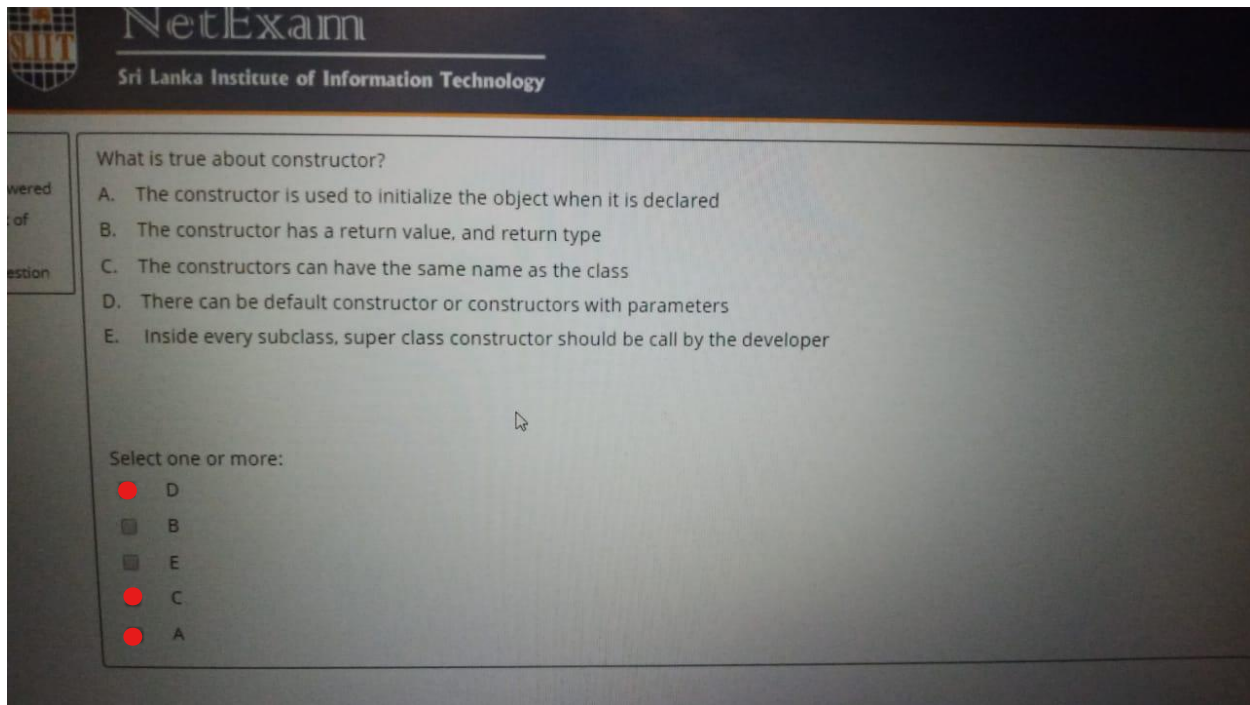 NetExam
SLIIT
Sri Lanka Institute of Information Technology
wered
of
estion
What is true about constructor?
A. The constructor is used to initialize the object when it is declared
B. The constructor has a return value, and return type
C. The constructors can have the same name as the class
D. There can be default constructor or constructors with parameters
E. Inside every subclass, super class constructor should be call by the developer
Select one or more:
D
B
E
C
A